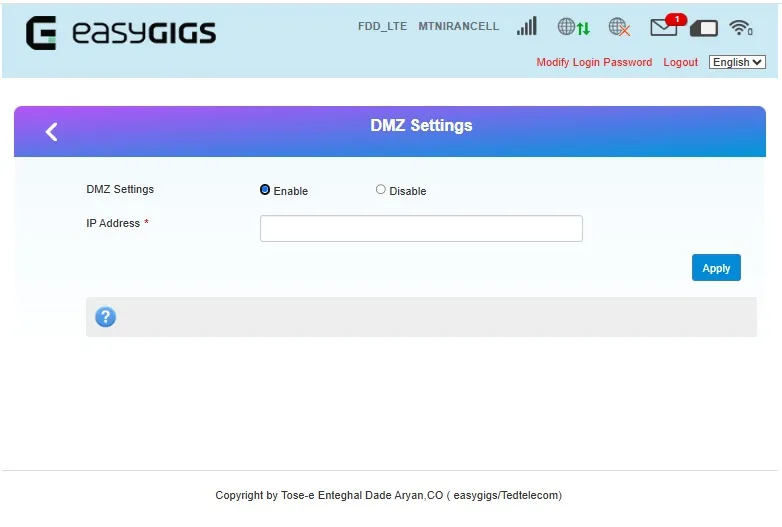 easyGIGS
FDD_LTE MTNIRANCELL 1
Modify Login Password Logout English
DMZ Settings
DMZ Settings Enable Disable
IP Address *
Apply
?
Copyright by Tose-e Enteghal Dade Aryan,CO ( easygigs/Tedtelecom)